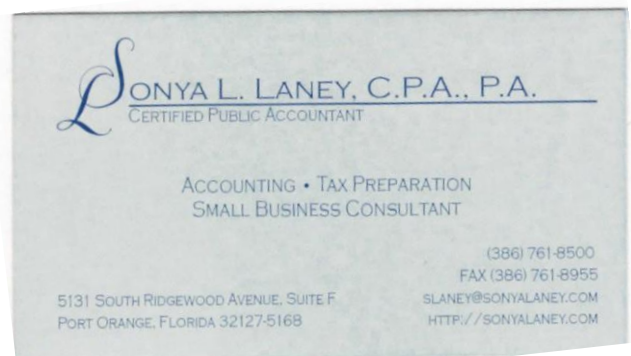 SONYA L. LANEY, C.P.A., P.A.
CERTIFIED PUBLIC ACCOUNTANT
ACCOUNTING • TAX PREPARATION
SMALL BUSINESS CONSULTANT
(386) 761-8500
FAX (386) 761-8955
5131 SOUTH RIDGEWOOD AVENUE, SUITE F
SLANEY@SONYALANEY.COM
PORT ORANGE, FLORIDA 32127-5168
HTTP://SONYALANEY.COM